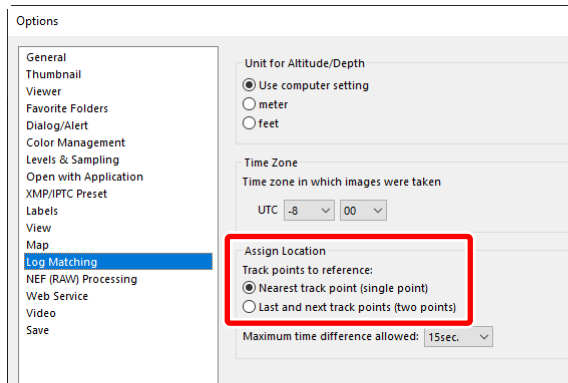 Options
General
Thumbnail
Viewer
Favorite Folders
Dialog/Alert
Color Management
Levels & Sampling
Open with Application
XMP/IPTC Preset
Labels
View
Map
Log Matching
NEF (RAW) Processing
Web Service
Video
Save
Unit for Altitude/Depth
Use computer setting
meter
feet
Time Zone
Time zone in which images were taken
UTC -8 00
Assign Location
Track points to reference:
Nearest track point (single point)
Last and next track points (two points)
Maximum time difference allowed: 15sec.